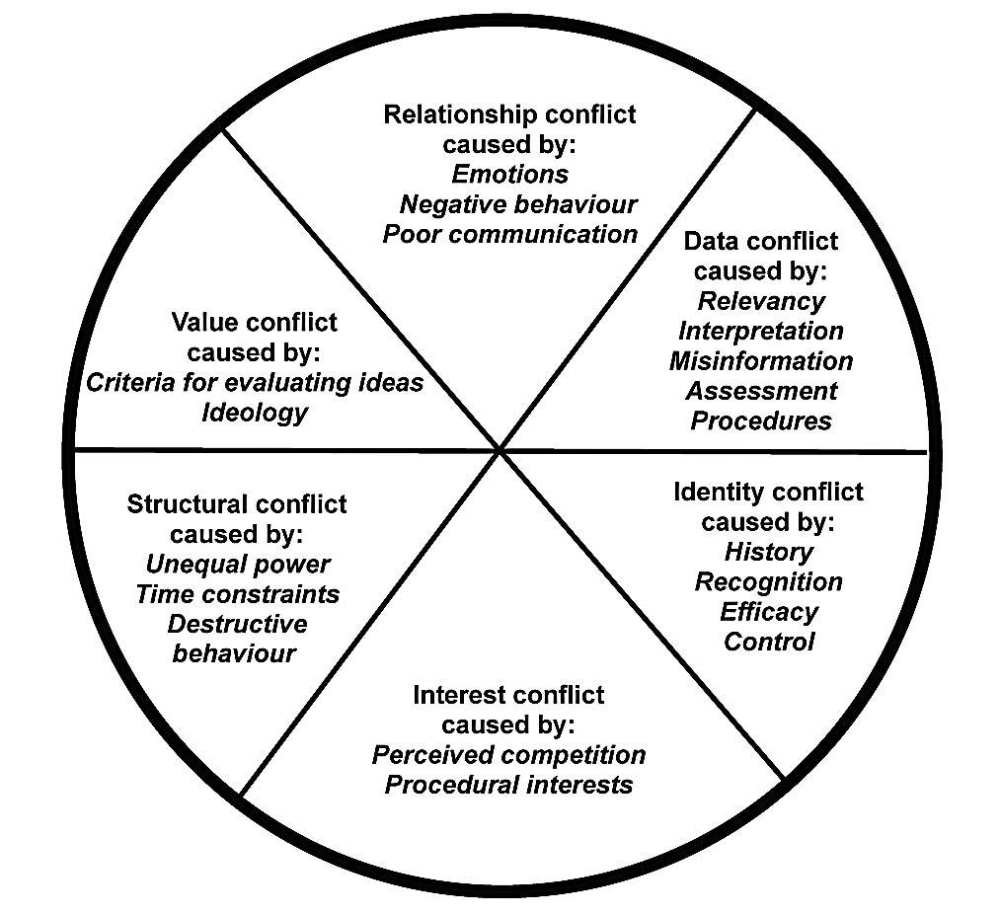 Relationship conflict
caused by:
Emotions
Negative behaviour
Poor communication
Data conflict
caused by:
Relevancy
Interpretation
Misinformation
Assessment
Procedures
Identity conflict
caused by:
History
Recognition
Efficacy
Control
Interest conflict
caused by:
Perceived competition
Procedural interests
Structural conflict
caused by:
Unequal power
Time constraints
Destructive
behaviour
Value conflict
caused by:
Criteria for evaluating ideas
Ideology